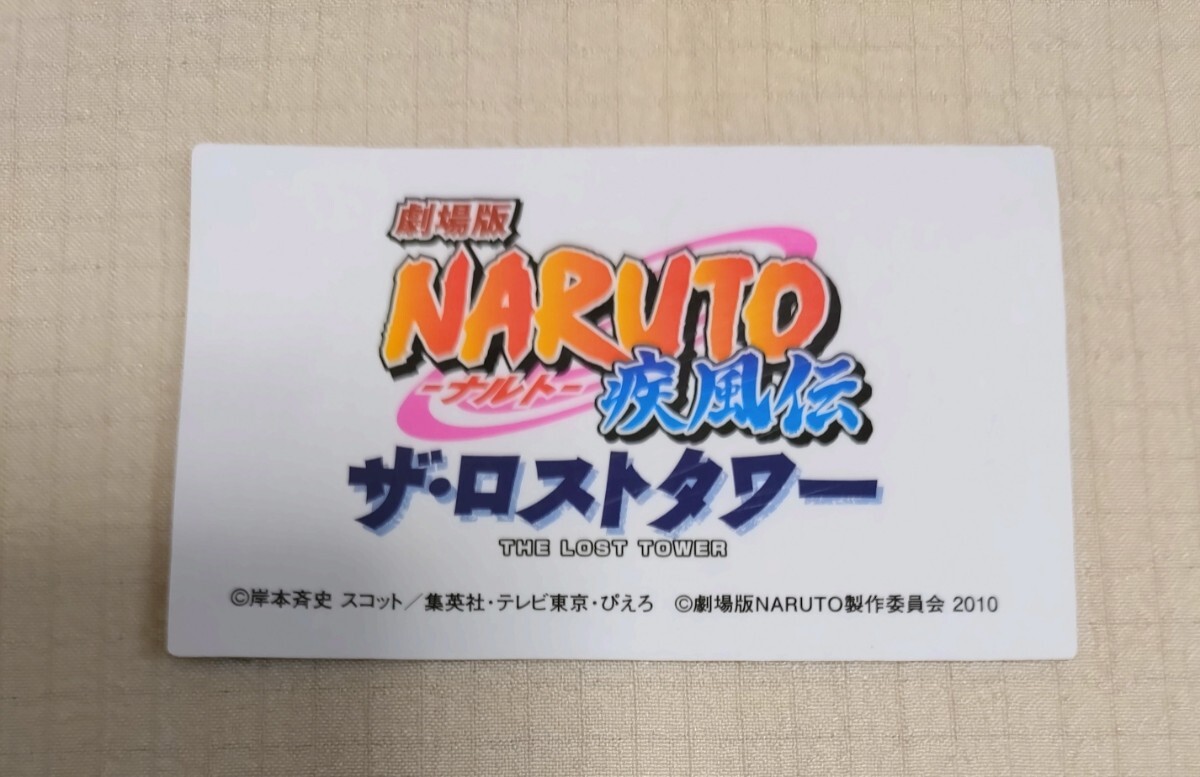 劇場版
NARUTO
-ナルト-
疾風伝
ザ・ロストタワー
THE LOST TOWER
©岸本斉史 スコット／集英社・テレビ東京・ぴえろ ©劇場版NARUTO製作委員会 2010